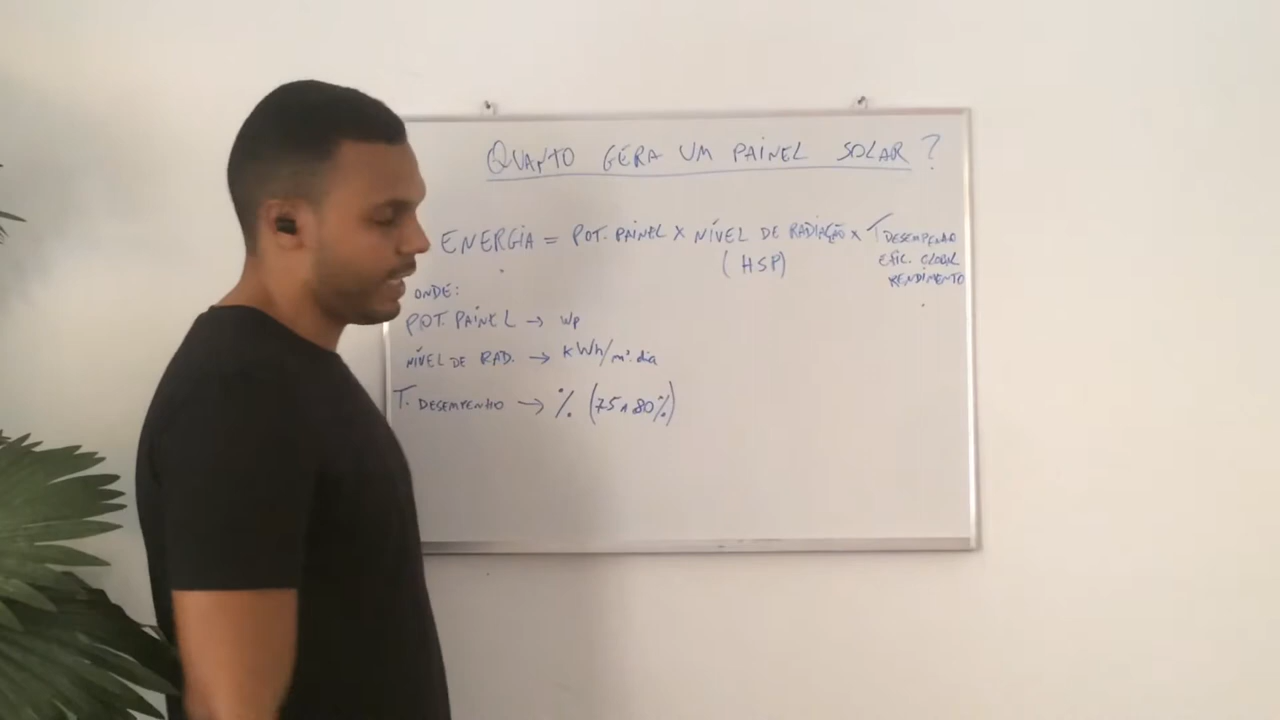 QUANTO GERA UM PAINEL SOLAR ?
ENERGIA = POT. PAINEL X NÍVEL DE RADIAÇÃO X T DESEMPENHO
(HSP)
EFIC. GLOBAL
RENDIMENTO
ONDE:
POT. PAINEL → Wp
NÍVEL DE RAD. → KWh/m².dia
T. DESEMPENHO → % (75 A 80%)